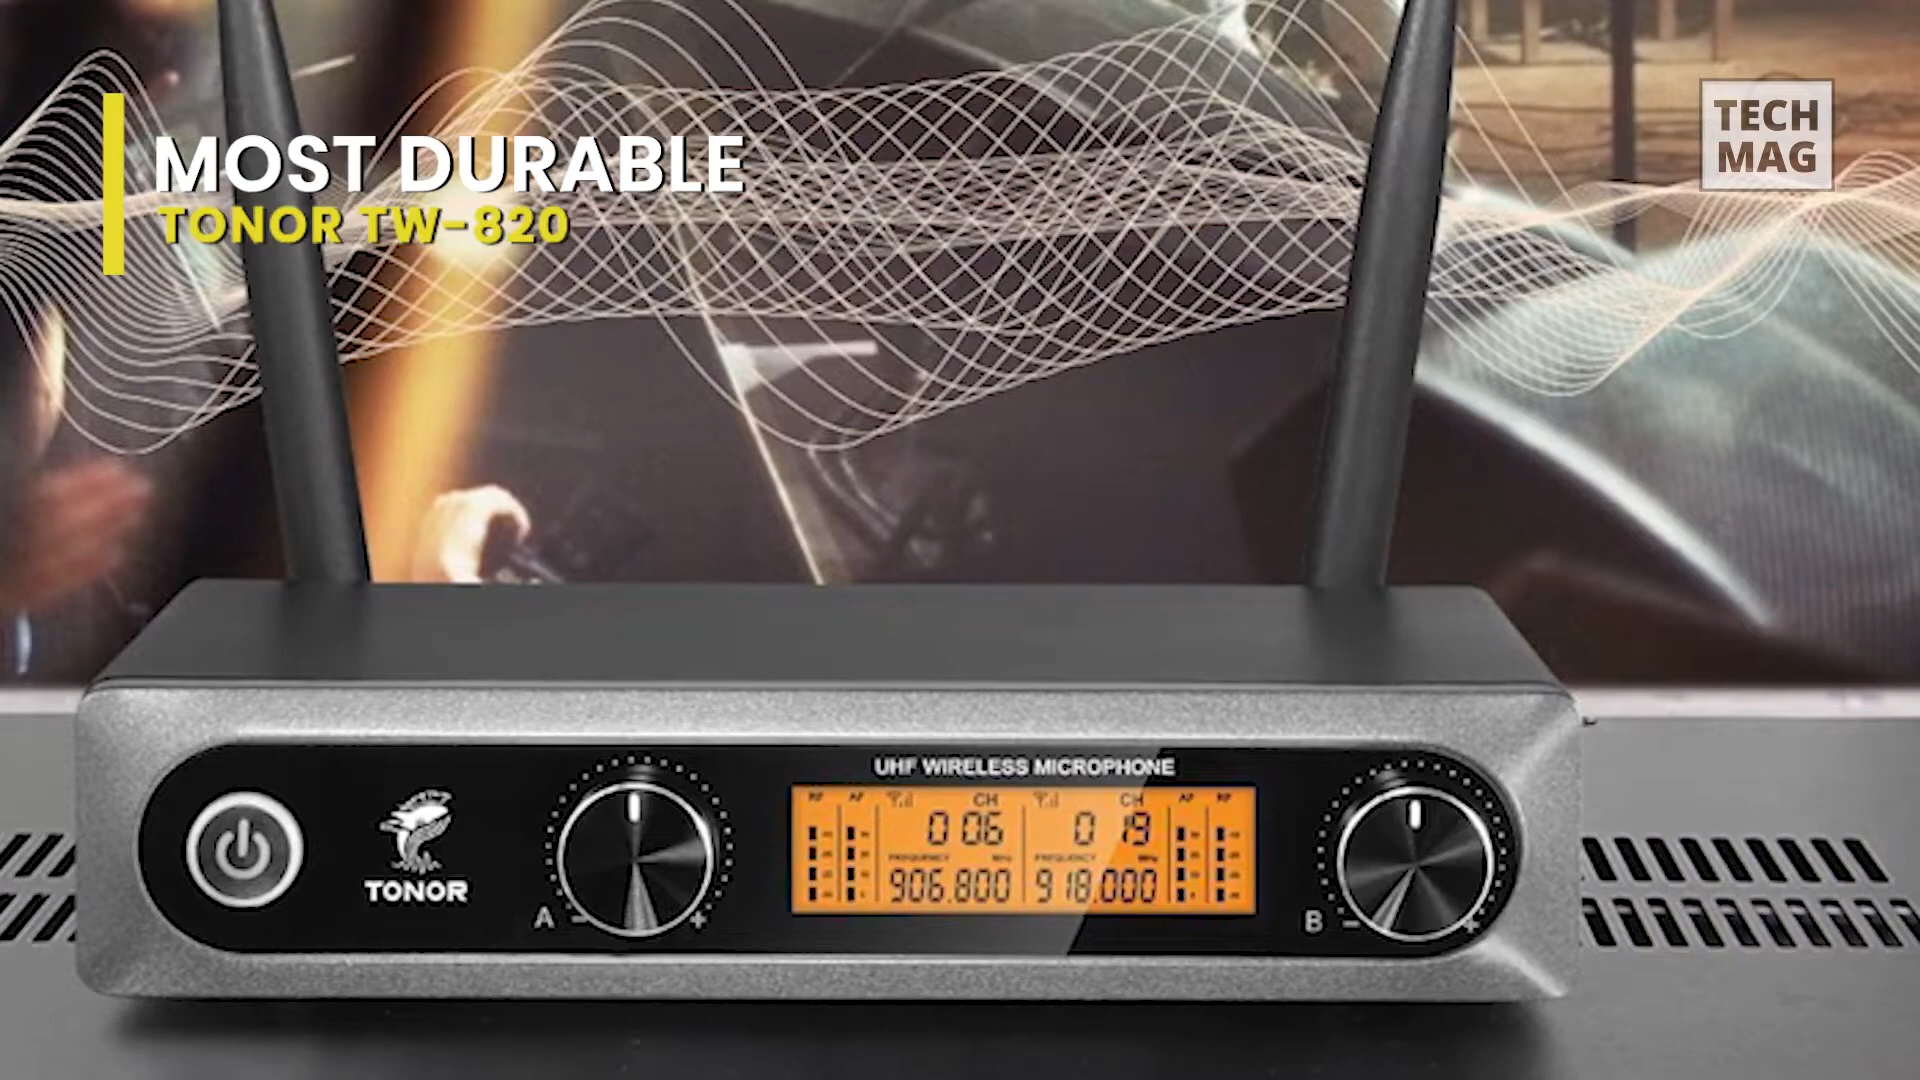 MOST DURABLE
TONOR TW-820
TECH
MAG
UHF WIRELESS MICROPHONE
RF AF CH CH AF RF
0 06 0 19
FREQUENCY MHz FREQUENCY MHz
906.800 918.000
TONOR
A - +
B - +